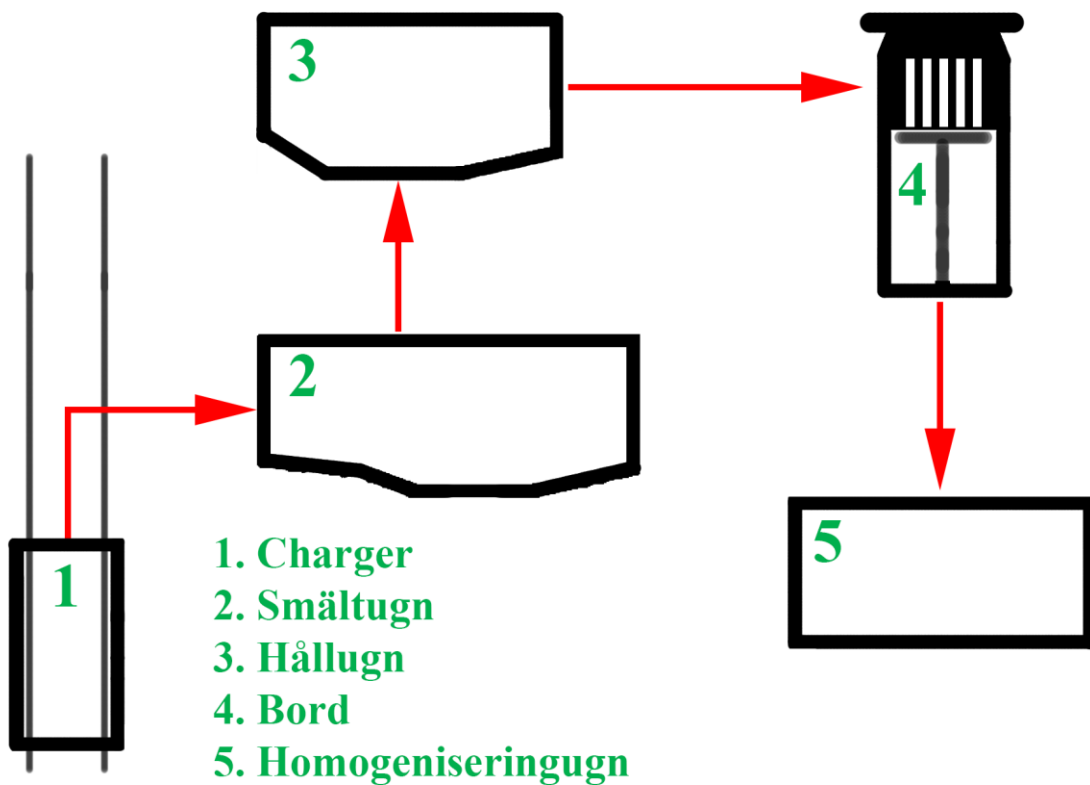 3
4
2
5
1
1. Charger
2. Smältugn
3. Hållugn
4. Bord
5. Homogeniseringugn